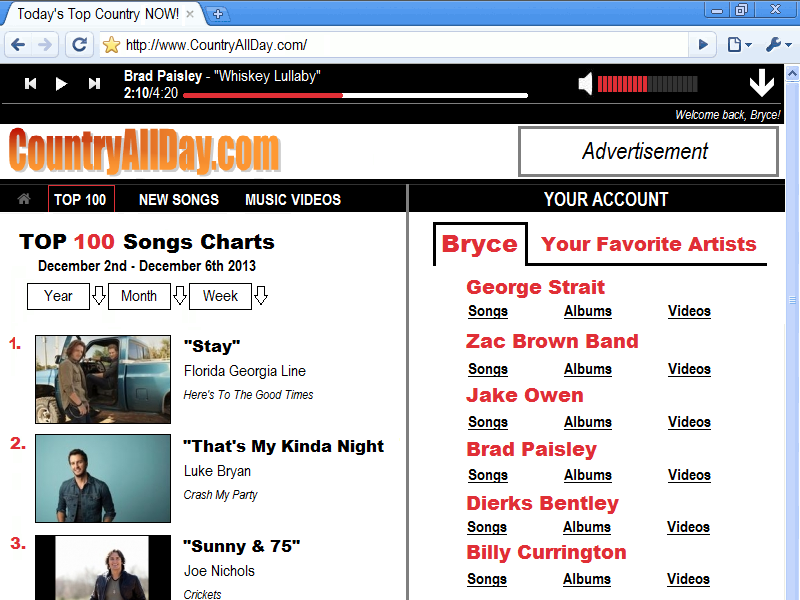 Today's Top Country NOW!
http://www.CountryAllDay.com/
Brad Paisley - "Whiskey Lullaby"
2:10/4:20
Welcome back, Bryce!
CountryAllDay.com
Advertisement
TOP 100 NEW SONGS MUSIC VIDEOS
YOUR ACCOUNT
TOP 100 Songs Charts
December 2nd - December 6th 2013
Year Month Week
1.
"Stay"
Florida Georgia Line
Here's To The Good Times
2.
"That's My Kinda Night
Luke Bryan
Crash My Party
3.
"Sunny & 75"
Joe Nichols
Crickets
Bryce Your Favorite Artists
George Strait
Songs Albums Videos
Zac Brown Band
Songs Albums Videos
Jake Owen
Songs Albums Videos
Brad Paisley
Songs Albums Videos
Dierks Bentley
Songs Albums Videos
Billy Currington
Songs Albums Videos